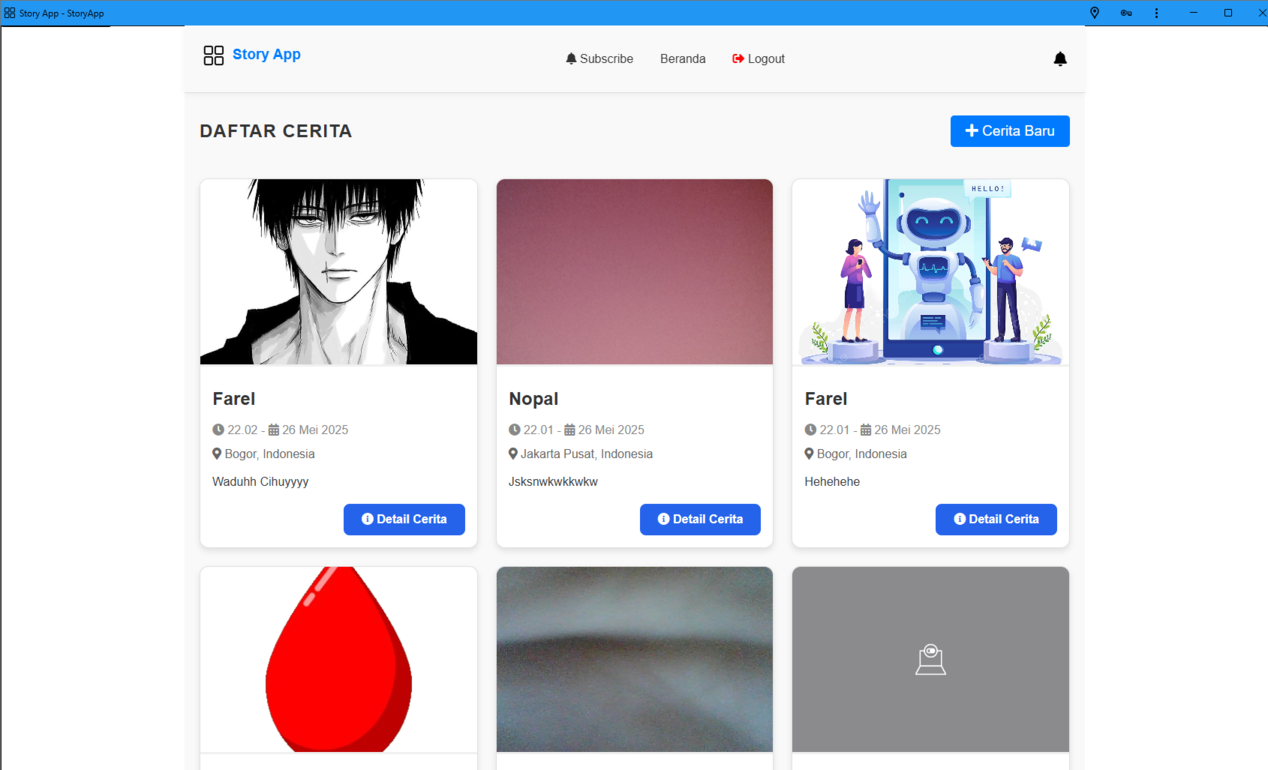 Story App - StoryApp
Story App
Subscribe
Beranda
Logout
DAFTAR CERITA
Cerita Baru
HELLO!
Farel
22.02 - 26 Mei 2025
Bogor, Indonesia
Waduhh Cihuyyyy
Detail Cerita
Nopal
22.01 - 26 Mei 2025
Jakarta Pusat, Indonesia
Jsksnwkwkkwkw
Detail Cerita
Farel
22.01 - 26 Mei 2025
Bogor, Indonesia
Hehehehe
Detail Cerita